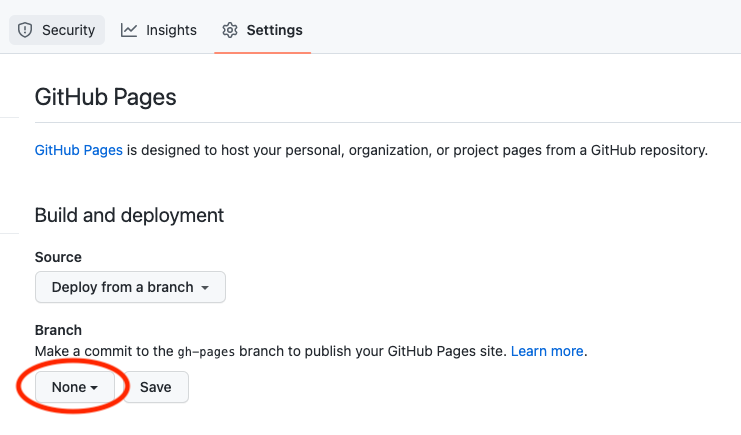 Security Insights Settings
GitHub Pages
GitHub Pages is designed to host your personal, organization, or project pages from a GitHub repository.
Build and deployment
Source
Deploy from a branch
Branch
Make a commit to the gh-pages branch to publish your GitHub Pages site. Learn more.
None Save